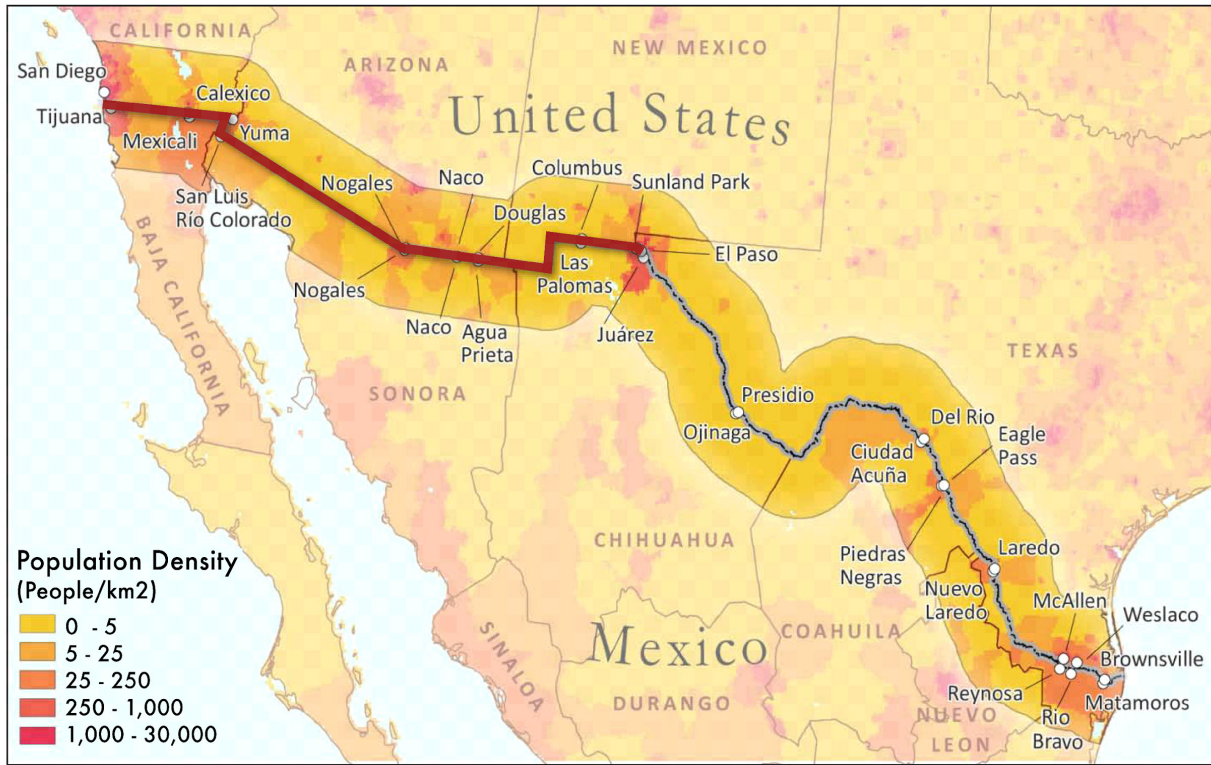 CALIFORNIA
ARIZONA
NEW MEXICO
San Diego
Tijuana
Calexico
Mexicali
Yuma
San Luis
Río Colorado
United States
Nogales
Naco
Douglas
Columbus
Sunland Park
El Paso
Las
Palomas
Juárez
Nogales
Naco
Agua
Prieta
BAJA CALIFORNIA
SONORA
TEXAS
Presidio
Ojinaga
Del Rio
Eagle
Pass
Ciudad
Acuña
CHIHUAHUA
Piedras
Negras
Laredo
Nuevo
Laredo
McAllen
Weslaco
Brownsville
Matamoros
Reynosa
Rio
Bravo
Mexico
COAHUILA
SINALOA
DURANGO
NUEVO
LEON
Population Density
(People/km2)
0 - 5
5 - 25
25 - 250
250 - 1,000
1,000 - 30,000